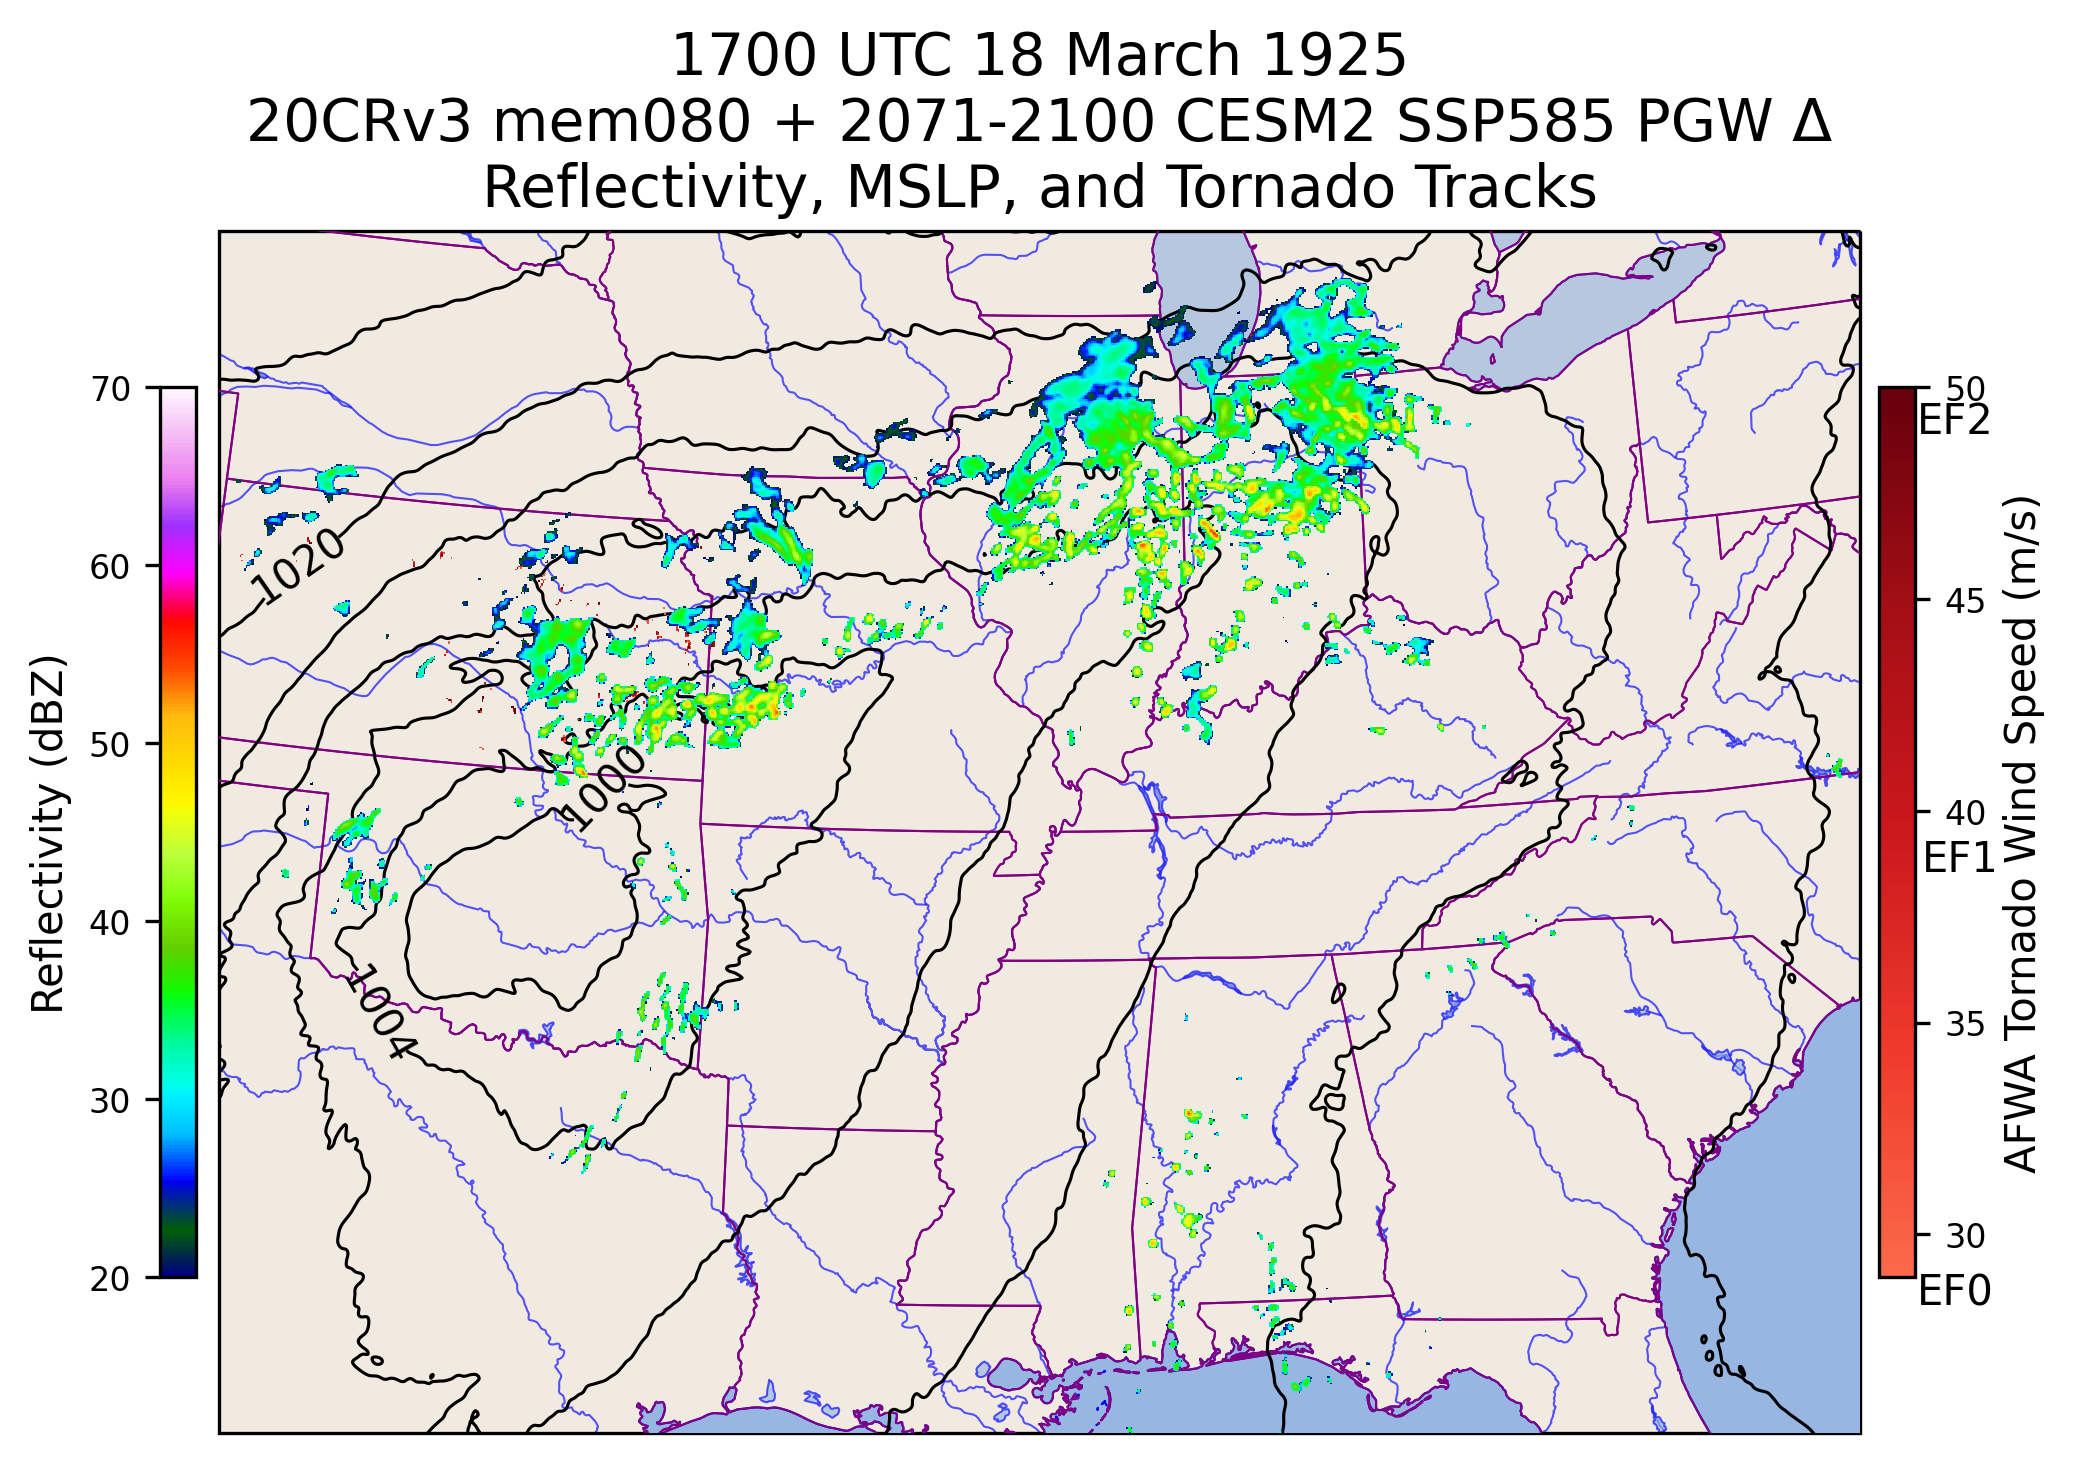 1700 UTC 18 March 1925
20CRv3 mem080 + 2071-2100 CESM2 SSP585 PGW Δ
Reflectivity, MSLP, and Tornado Tracks
70
60
50
40
30
20
Reflectivity (dBZ)
1020
1000
1004
50
EF2
45
40
EF1
35
30
EF0
AFWA Tornado Wind Speed (m/s)